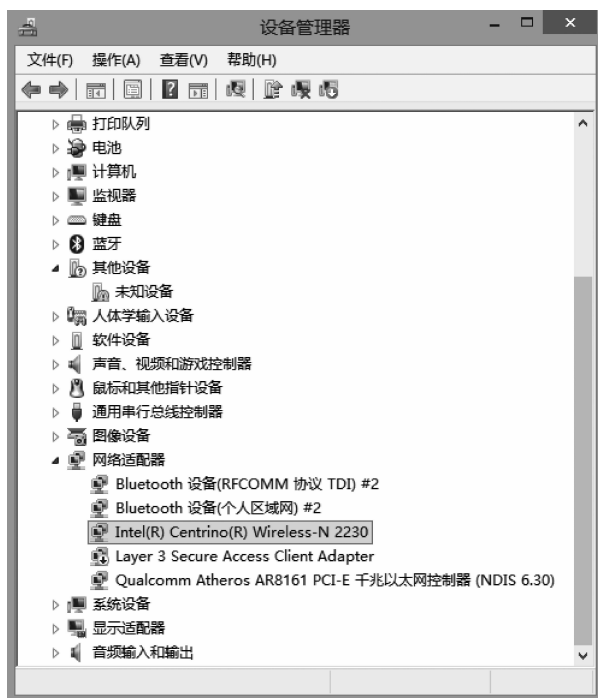 设备管理器
文件(F) 操作(A) 查看(V) 帮助(H)
打印队列
电池
计算机
监视器
键盘
蓝牙
其他设备
未知设备
人体学输入设备
软件设备
声音、视频和游戏控制器
鼠标和其他指针设备
通用串行总线控制器
图像设备
网络适配器
Bluetooth 设备(RFCOMM 协议 TDI) #2
Bluetooth 设备(个人区域网) #2
Intel(R) Centrino(R) Wireless-N 2230
Layer 3 Secure Access Client Adapter
Qualcomm Atheros AR8161 PCI-E 千兆以太网控制器 (NDIS 6.30)
系统设备
显示适配器
音频输入和输出